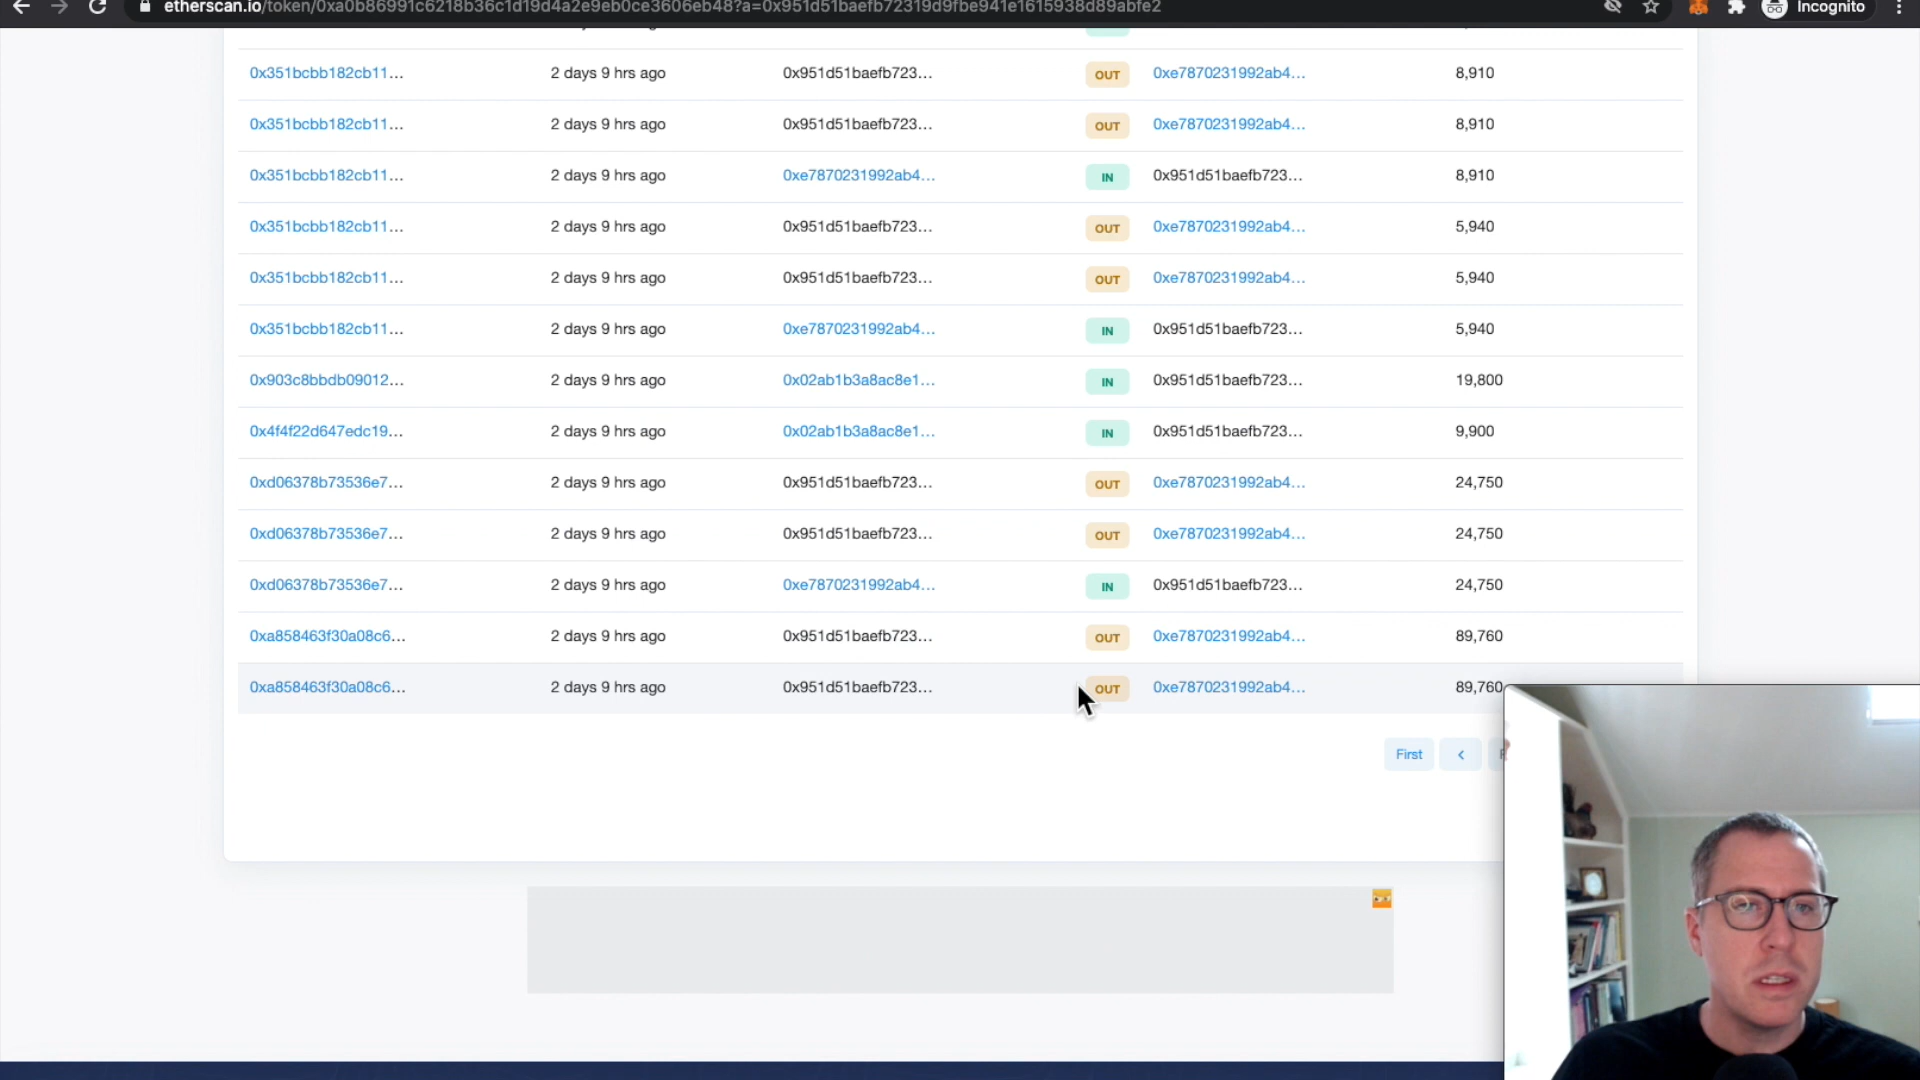 etherscan.io/token/0xa0b86991c6218b36c1d19d4a2e9eb0ce3606eb48?a=0x951d51baefb72319d9fbe941e1615938d89abfe2 Incognito
0x351bcbb182cb11... 2 days 9 hrs ago 0x951d51baefb723... OUT 0xe7870231992ab4... 8,910
0x351bcbb182cb11... 2 days 9 hrs ago 0x951d51baefb723... OUT 0xe7870231992ab4... 8,910
0x351bcbb182cb11... 2 days 9 hrs ago 0xe7870231992ab4... IN 0x951d51baefb723... 8,910
0x351bcbb182cb11... 2 days 9 hrs ago 0x951d51baefb723... OUT 0xe7870231992ab4... 5,940
0x351bcbb182cb11... 2 days 9 hrs ago 0x951d51baefb723... OUT 0xe7870231992ab4... 5,940
0x351bcbb182cb11... 2 days 9 hrs ago 0xe7870231992ab4... IN 0x951d51baefb723... 5,940
0x903c8bbdb09012... 2 days 9 hrs ago 0x02ab1b3a8ac8e1... IN 0x951d51baefb723... 19,800
0x4f4f22d647edc19... 2 days 9 hrs ago 0x02ab1b3a8ac8e1... IN 0x951d51baefb723... 9,900
0xd06378b73536e7... 2 days 9 hrs ago 0x951d51baefb723... OUT 0xe7870231992ab4... 24,750
0xd06378b73536e7... 2 days 9 hrs ago 0x951d51baefb723... OUT 0xe7870231992ab4... 24,750
0xd06378b73536e7... 2 days 9 hrs ago 0xe7870231992ab4... IN 0x951d51baefb723... 24,750
0xa858463f30a08c6... 2 days 9 hrs ago 0x951d51baefb723... OUT 0xe7870231992ab4... 89,760
0xa858463f30a08c6... 2 days 9 hrs ago 0x951d51baefb723... OUT 0xe7870231992ab4... 89,760
First <